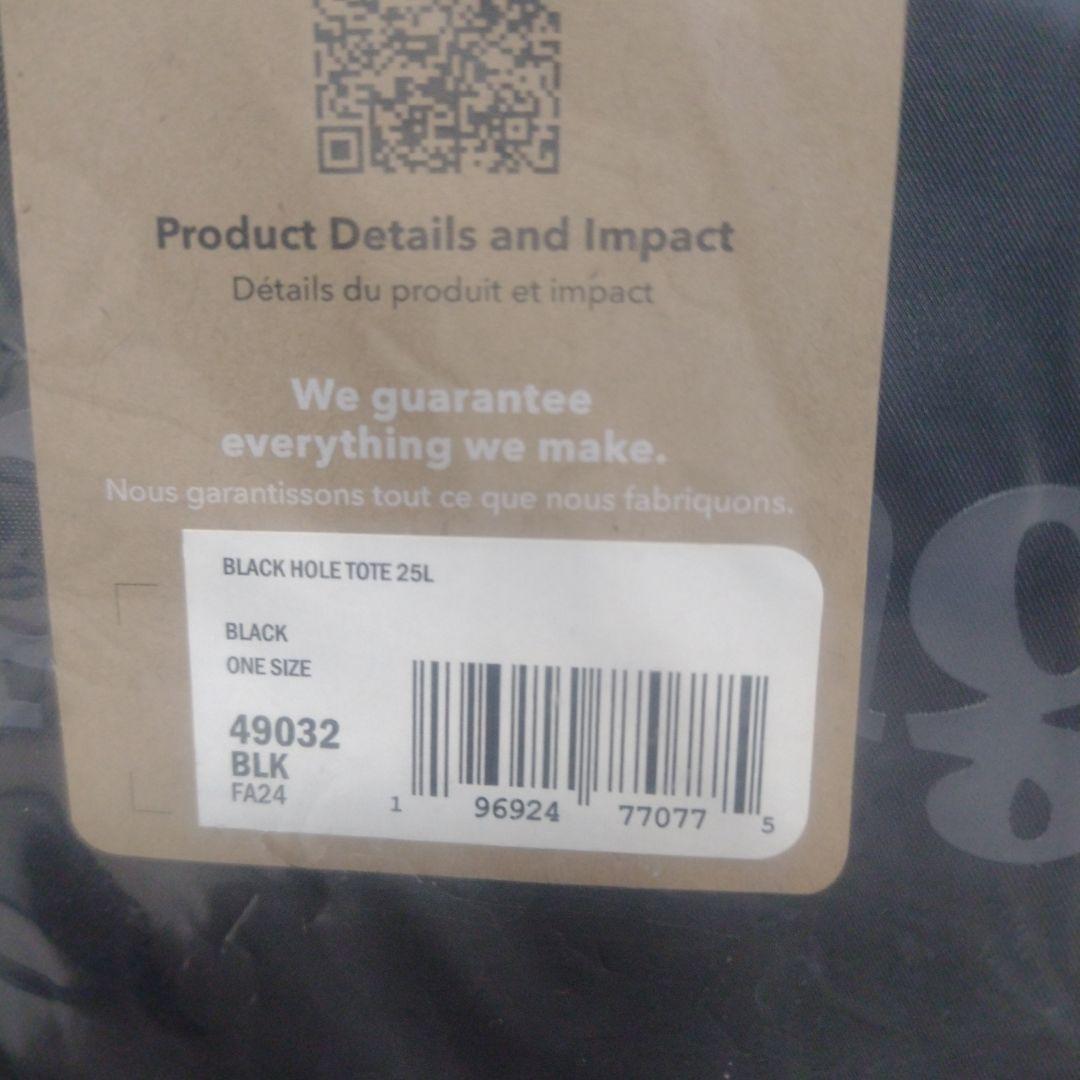 Product Details and Impact
Détails du produit et impact
We guarantee
everything we make.
Nous garantissons tout ce que nous fabriquons.
BLACK HOLE TOTE 25L
BLACK
ONE SIZE
49032
BLK
FA24
1 96924 77077 5